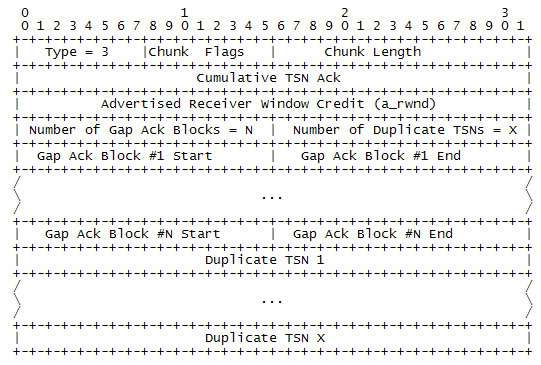 0                   1                   2                   3
0 1 2 3 4 5 6 7 8 9 0 1 2 3 4 5 6 7 8 9 0 1 2 3 4 5 6 7 8 9 0 1
+-+-+-+-+-+-+-+-+-+-+-+-+-+-+-+-+-+-+-+-+-+-+-+-+-+-+-+-+-+-+-+-+
|   Type = 3    |Chunk  Flags   |      Chunk Length             |
+-+-+-+-+-+-+-+-+-+-+-+-+-+-+-+-+-+-+-+-+-+-+-+-+-+-+-+-+-+-+-+-+
|                      Cumulative TSN Ack                       |
+-+-+-+-+-+-+-+-+-+-+-+-+-+-+-+-+-+-+-+-+-+-+-+-+-+-+-+-+-+-+-+-+
|          Advertised Receiver Window Credit (a_rwnd)           |
+-+-+-+-+-+-+-+-+-+-+-+-+-+-+-+-+-+-+-+-+-+-+-+-+-+-+-+-+-+-+-+-+
| Number of Gap Ack Blocks = N  |  Number of Duplicate TSNs = X |
+-+-+-+-+-+-+-+-+-+-+-+-+-+-+-+-+-+-+-+-+-+-+-+-+-+-+-+-+-+-+-+-+
|  Gap Ack Block #1 Start       |   Gap Ack Block #1 End        |
+-+-+-+-+-+-+-+-+-+-+-+-+-+-+-+-+-+-+-+-+-+-+-+-+-+-+-+-+-+-+-+-+
/                                                               /
\                              ...                              \
/                                                               /
+-+-+-+-+-+-+-+-+-+-+-+-+-+-+-+-+-+-+-+-+-+-+-+-+-+-+-+-+-+-+-+-+
|   Gap Ack Block #N Start      |  Gap Ack Block #N End         |
+-+-+-+-+-+-+-+-+-+-+-+-+-+-+-+-+-+-+-+-+-+-+-+-+-+-+-+-+-+-+-+-+
|                       Duplicate TSN 1                         |
+-+-+-+-+-+-+-+-+-+-+-+-+-+-+-+-+-+-+-+-+-+-+-+-+-+-+-+-+-+-+-+-+
/                                                               /
\                              ...                              \
/                                                               /
+-+-+-+-+-+-+-+-+-+-+-+-+-+-+-+-+-+-+-+-+-+-+-+-+-+-+-+-+-+-+-+-+
|                       Duplicate TSN X                         |
+-+-+-+-+-+-+-+-+-+-+-+-+-+-+-+-+-+-+-+-+-+-+-+-+-+-+-+-+-+-+-+-+